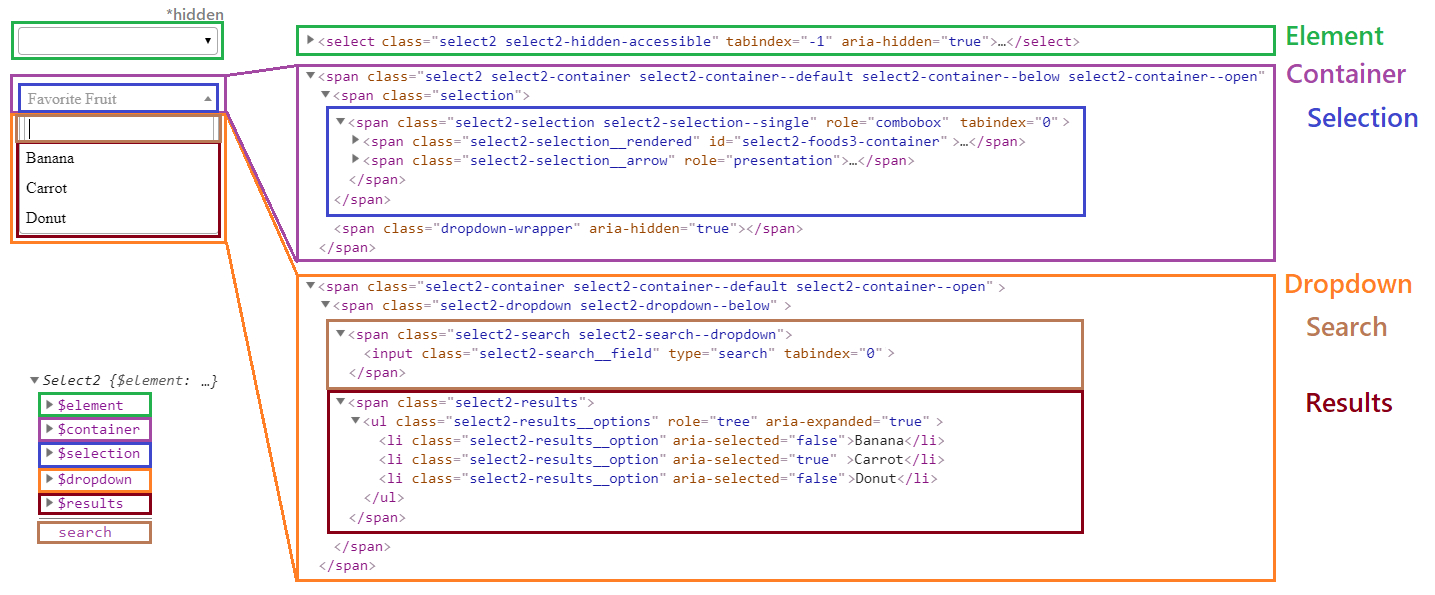 *hidden
▶<select class="select2 select2-hidden-accessible" tabindex="-1" aria-hidden="true">…</select>
Element
▼<span class="select2 select2-container select2-container--default select2-container--below select2-container--open"
Container
▼<span class="selection">
Favorite Fruit
Selection
▼<span class="select2-selection select2-selection--single" role="combobox" tabindex="0">
▶<span class="select2-selection__rendered" id="select2-foods3-container">…</span>
▶<span class="select2-selection__arrow" role="presentation">…</span>
</span>
</span>
<span class="dropdown-wrapper" aria-hidden="true"></span>
</span>
Banana
Carrot
Donut
▼<span class="select2-container select2-container--default select2-container--open">
Dropdown
▼<span class="select2-dropdown select2-dropdown--below">
▼<span class="select2-search select2-search--dropdown">
Search
<input class="select2-search__field" type="search" tabindex="0">
</span>
▼<span class="select2-results">
Results
▼<ul class="select2-results__options" role="tree" aria-expanded="true">
<li class="select2-results__option" aria-selected="false">Banana</li>
<li class="select2-results__option" aria-selected="true" >Carrot</li>
<li class="select2-results__option" aria-selected="false">Donut</li>
</ul>
</span>
</span>
</span>
▼Select2 {$element: …}
▶$element
▶$container
▶$selection
▶$dropdown
▶$results
search